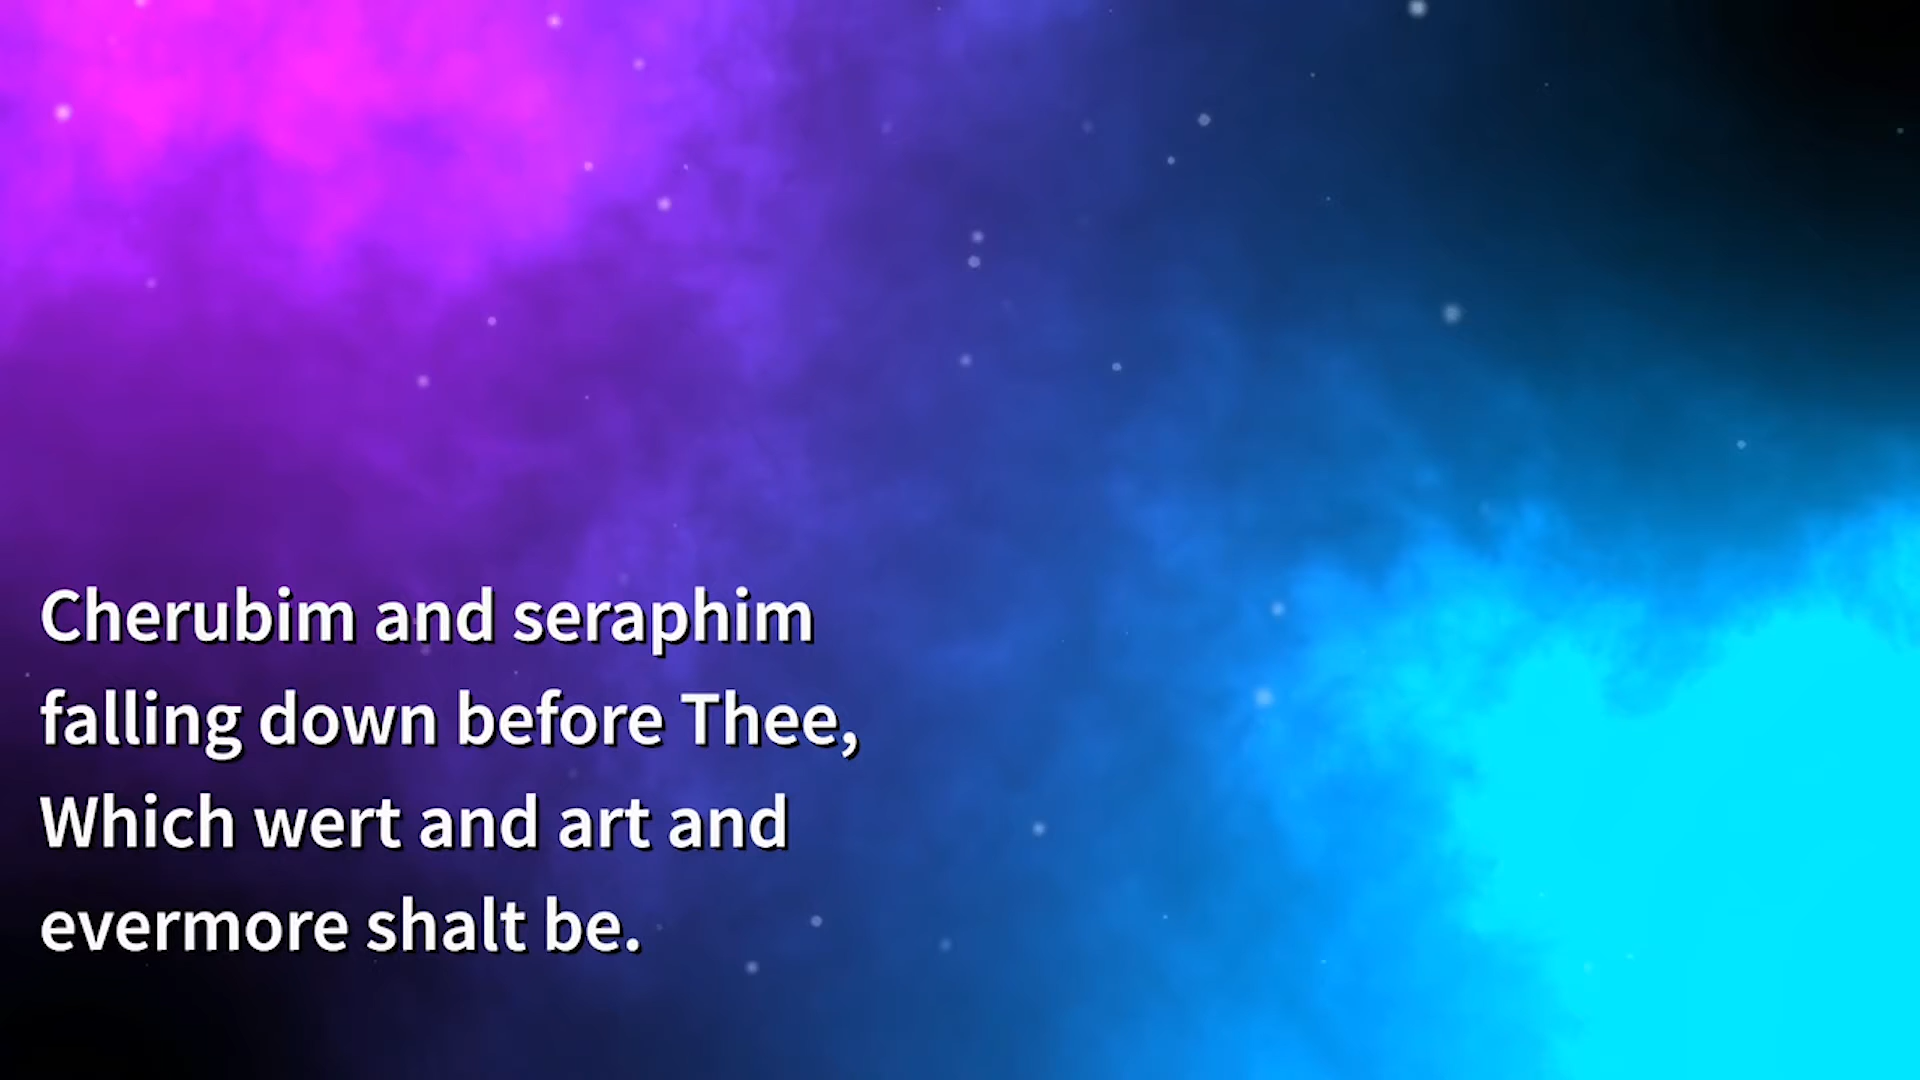 Cherubim and seraphim
falling down before Thee,
Which wert and art and
evermore shalt be.